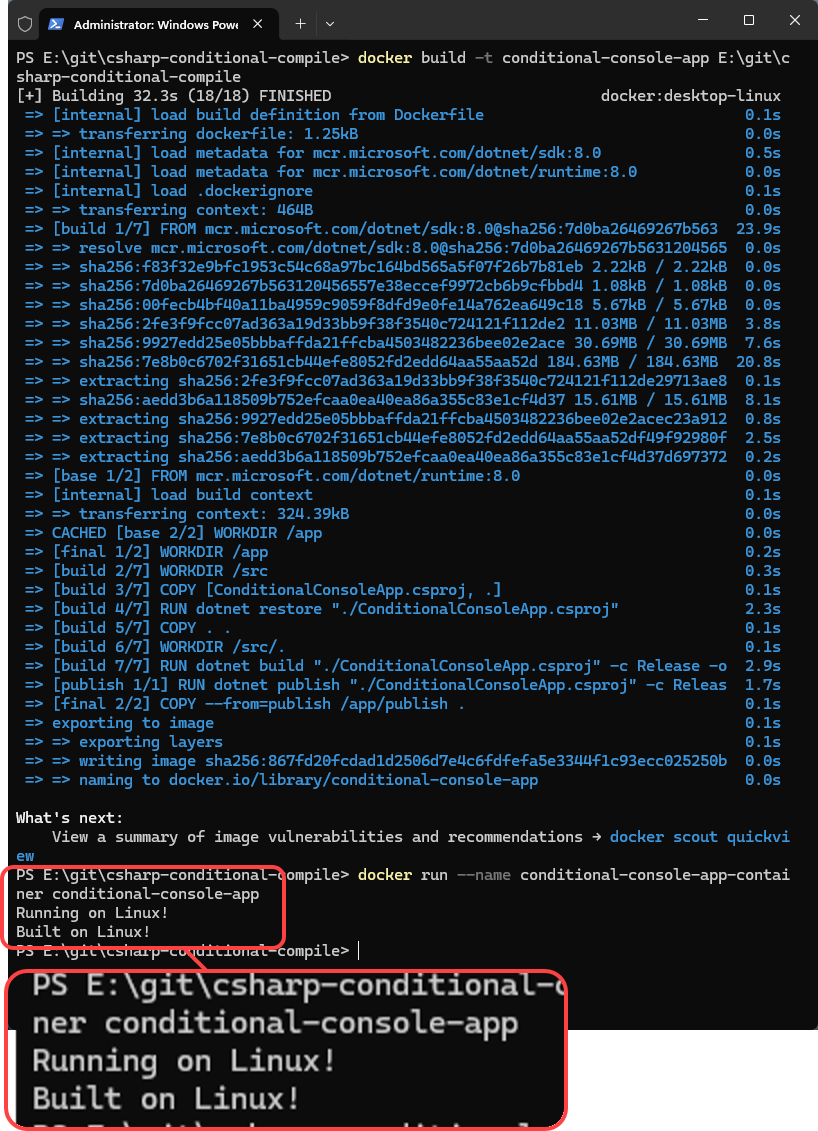 Administrator: Windows Powe
PS E:\git\csharp-conditional-compile> docker build -t conditional-console-app E:\git\c
sharp-conditional-compile
[+] Building 32.3s (18/18) FINISHED docker:desktop-linux
=> [internal] load build definition from Dockerfile 0.1s
=> => transferring dockerfile: 1.25kB 0.0s
=> [internal] load metadata for mcr.microsoft.com/dotnet/sdk:8.0 0.5s
=> [internal] load metadata for mcr.microsoft.com/dotnet/runtime:8.0 0.0s
=> [internal] load .dockerignore 0.1s
=> => transferring context: 464B 0.0s
=> [build 1/7] FROM mcr.microsoft.com/dotnet/sdk:8.0@sha256:7d0ba26469267b563 23.9s
=> => resolve mcr.microsoft.com/dotnet/sdk:8.0@sha256:7d0ba26469267b5631204565 0.0s
=> => sha256:f83f32e9bfc1953c54c68a97bc164bd565a5f07f26b7b81eb 2.22kB / 2.22kB 0.0s
=> => sha256:7d0ba26469267b563120456557e38eccef9972cb6b9cfbbd4 1.08kB / 1.08kB 0.0s
=> => sha256:00fecb4bf40a11ba4959c9059f8dfd9e0fe14a762ea649c18 5.67kB / 5.67kB 0.0s
=> => sha256:2fe3f9fcc07ad363a19d33bb9f38f3540c724121f112de2 11.03MB / 11.03MB 3.8s
=> => sha256:9927edd25e05bbbaffda21ffcba4503482236bee02e2ace 30.69MB / 30.69MB 7.6s
=> => sha256:7e8b0c6702f31651cb44efe8052fd2edd64aa55aa52d 184.63MB / 184.63MB 20.8s
=> => extracting sha256:2fe3f9fcc07ad363a19d33bb9f38f3540c724121f112de29713ae8 0.1s
=> => sha256:aedd3b6a118509b752efcaa0ea40ea86a355c83e1cf4d37 15.61MB / 15.61MB 8.1s
=> => extracting sha256:9927edd25e05bbbaffda21ffcba4503482236bee02e2acec23a912 0.8s
=> => extracting sha256:7e8b0c6702f31651cb44efe8052fd2edd64aa55aa52df49f92980f 2.5s
=> => extracting sha256:aedd3b6a118509b752efcaa0ea40ea86a355c83e1cf4d37d697372 0.2s
=> [base 1/2] FROM mcr.microsoft.com/dotnet/runtime:8.0 0.0s
=> [internal] load build context 0.1s
=> => transferring context: 324.39kB 0.0s
=> CACHED [base 2/2] WORKDIR /app 0.0s
=> [final 1/2] WORKDIR /app 0.2s
=> [build 2/7] WORKDIR /src 0.3s
=> [build 3/7] COPY [ConditionalConsoleApp.csproj, .] 0.1s
=> [build 4/7] RUN dotnet restore "./ConditionalConsoleApp.csproj" 2.3s
=> [build 5/7] COPY . . 0.1s
=> [build 6/7] WORKDIR /src/. 0.1s
=> [build 7/7] RUN dotnet build "./ConditionalConsoleApp.csproj" -c Release -o 2.9s
=> [publish 1/1] RUN dotnet publish "./ConditionalConsoleApp.csproj" -c Releas 1.7s
=> [final 2/2] COPY --from=publish /app/publish . 0.1s
=> exporting to image 0.1s
=> => exporting layers 0.1s
=> => writing image sha256:867fd20fcdad1d2506d7e4c6fdfefa5e3344f1c93ecc025250b 0.0s
=> => naming to docker.io/library/conditional-console-app 0.0s
What's next:
View a summary of image vulnerabilities and recommendations → docker scout quickvi
ew
PS E:\git\csharp-conditional-compile> docker run --name conditional-console-app-contai
ner conditional-console-app
Running on Linux!
Built on Linux!
PS E:\git\csharp-conditional-compile>
PS E:\git\csharp-conditional-c
ner conditional-console-app
Running on Linux!
Built on Linux!